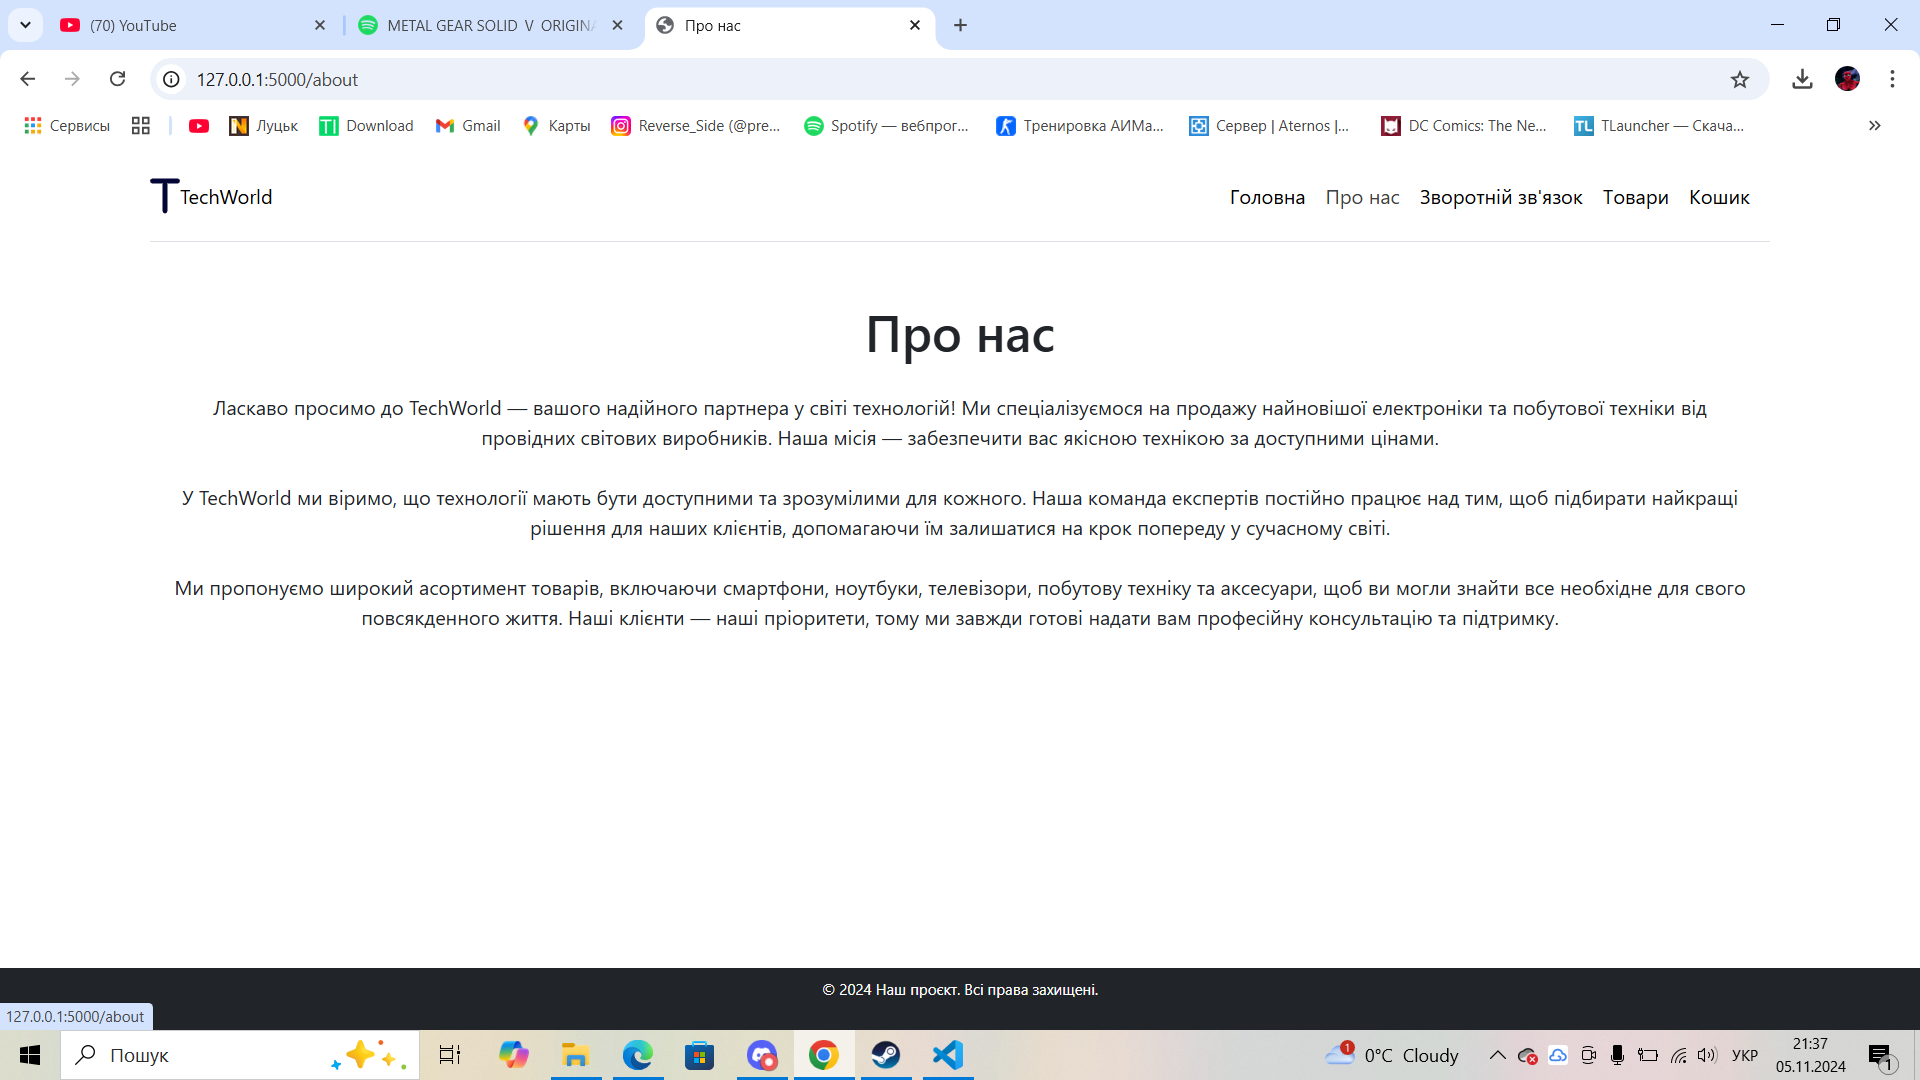 (70) YouTube
METAL GEAR SOLID V ORIGINA
Про нас
127.0.0.1:5000/about
Сервисы
Луцьк
Download
Gmail
Карты
Reverse_Side (@pre...
Spotify — вебпрог...
Тренировка АИМа...
Сервер | Aternos |...
DC Comics: The Ne...
TLauncher — Скача...
TechWorld
Головна
Про нас
Зворотній зв'язок
Товари
Кошик
Про нас
Ласкаво просимо до TechWorld — вашого надійного партнера у світі технологій! Ми спеціалізуємося на продажу найновішої електроніки та побутової техніки від
провідних світових виробників. Наша місія — забезпечити вас якісною технікою за доступними цінами.
У TechWorld ми віримо, що технології мають бути доступними та зрозумілими для кожного. Наша команда експертів постійно працює над тим, щоб підбирати найкращі
рішення для наших клієнтів, допомагаючи їм залишатися на крок попереду у сучасному світі.
Ми пропонуємо широкий асортимент товарів, включаючи смартфони, ноутбуки, телевізори, побутову техніку та аксесуари, щоб ви могли знайти все необхідне для свого
повсякденного життя. Наші клієнти — наші пріоритети, тому ми завжди готові надати вам професійну консультацію та підтримку.
© 2024 Наш проєкт. Всі права захищені.
127.0.0.1:5000/about
Пошук
1
0°C Cloudy
УКР
21:37
05.11.2024
1